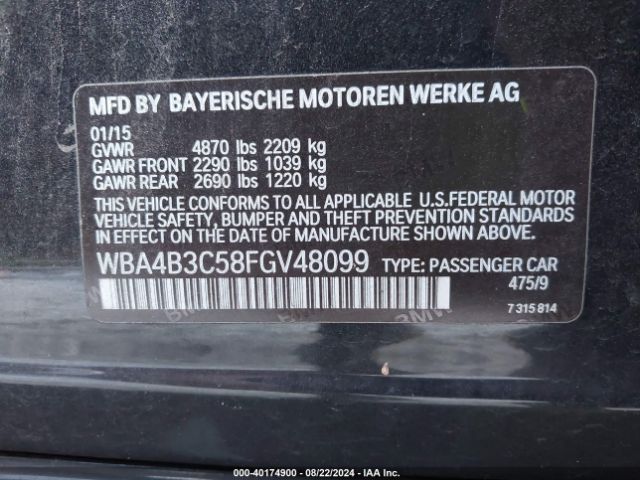 MFD BY BAYERISCHE MOTOREN WERKE AG
01/15
GVWR 4870 lbs 2209 kg
GAWR FRONT 2290 lbs 1039 kg
GAWR REAR 2690 lbs 1220 kg
THIS VEHICLE CONFORMS TO ALL APPLICABLE U.S.FEDERAL MOTOR
VEHICLE SAFETY, BUMPER AND THEFT PREVENTION STANDARDS IN
EFFECT ON THE DATE OF MANUFACTURE SHOWN ABOVE.
WBA4B3C58FGV48099 TYPE: PASSENGER CAR
475/9
7 315 814
BMW BMW BMW
000-40174900 - 08/22/2024 - IAA Inc.